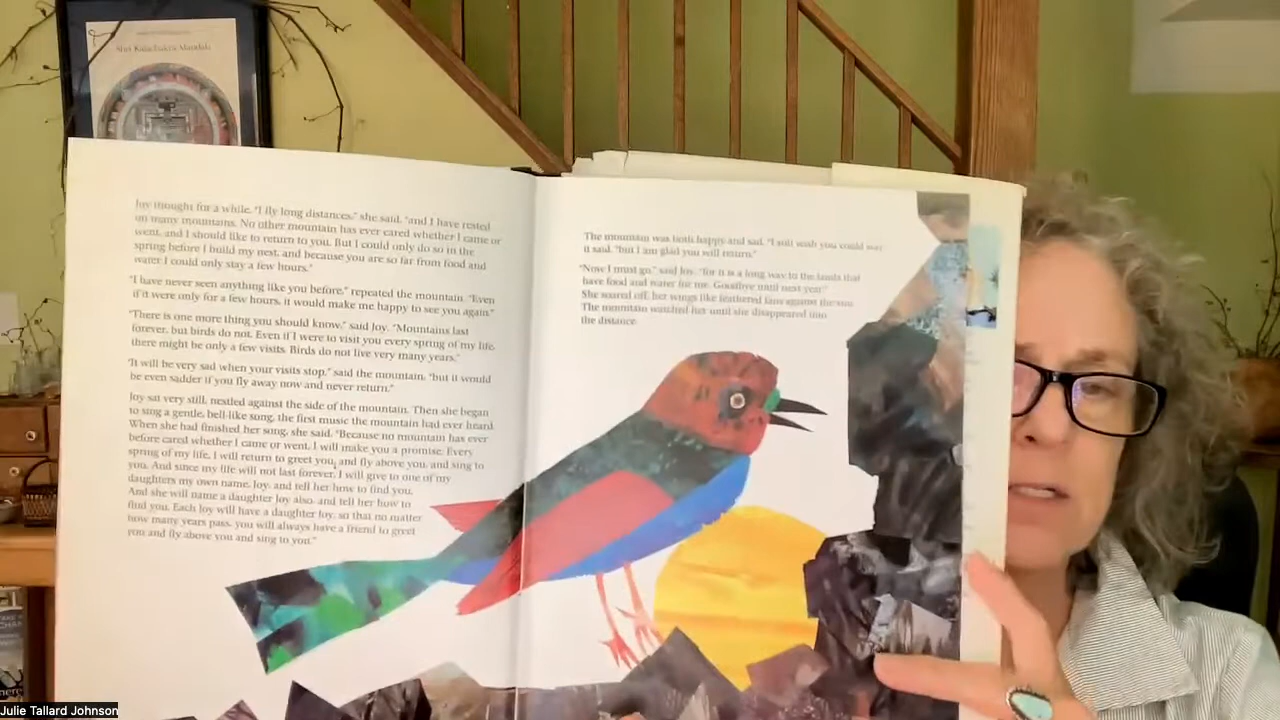 Shri Kalachakra Mandala
Joy thought for a while. "I fly long distances," she said, "and I have rested
on many mountains. No other mountain has ever cared whether I came or
went, and I should like to return to you. But I could only do so in the
spring before I build my nest, and because you are so far from food and
water I could only stay a few hours."
"I have never seen anything like you before," repeated the mountain. "Even
if it were only for a few hours, it would make me happy to see you again."
"There is one more thing you should know," said Joy. "Mountains last
forever, but birds do not. Even if I were to visit you every spring of my life,
there might be only a few visits. Birds do not live very many years."
"It will be very sad when your visits stop," said the mountain, "but it would
be even sadder if you fly away now and never return."
Joy sat very still, nestled against the side of the mountain. Then she began
to sing a gentle, bell-like song, the first music the mountain had ever heard.
When she had finished her song, she said, "Because no mountain has ever
before cared whether I came or went, I will make you a promise. Every
spring of my life, I will return to greet you, and fly above you, and sing to
you. And since my life will not last forever, I will give to one of my
daughters my own name, Joy, and tell her how to find you.
And she will name a daughter Joy also, and tell her how to
find you. Each Joy will have a daughter Joy, so that no matter
how many years pass, you will always have a friend to greet
you and fly above you and sing to you."
The mountain was both happy and sad. "I still wish you could stay,"
it said, "but I am glad you will return."
"Now I must go," said Joy, "for it is a long way to the lands that
have food and water for me. Goodbye until next year."
She soared off, her wings like feathered fans against the sun.
The mountain watched her until she disappeared into
the distance.
Julie Tallard Johnson